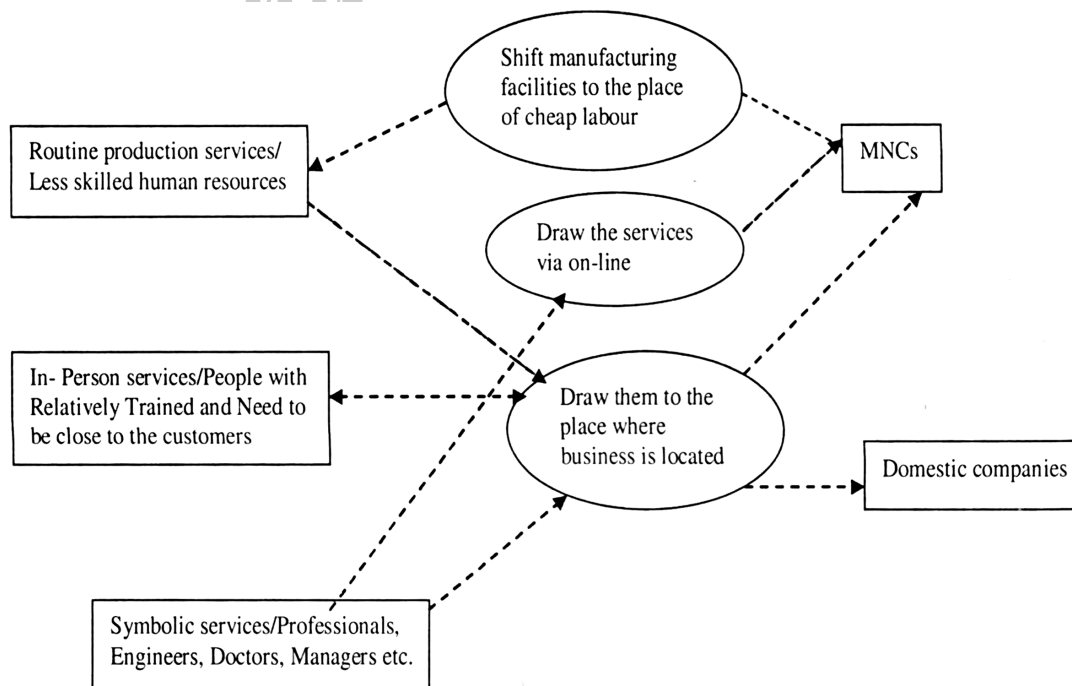 Shift manufacturing
facilities to the place
of cheap labour
Routine production services/
Less skilled human resources
MNCs
Draw the services
via on-line
In- Person services/People with
Relatively Trained and Need to
be close to the customers
Draw them to the
place where
business is located
Domestic companies
Symbolic services/Professionals,
Engineers, Doctors, Managers etc.